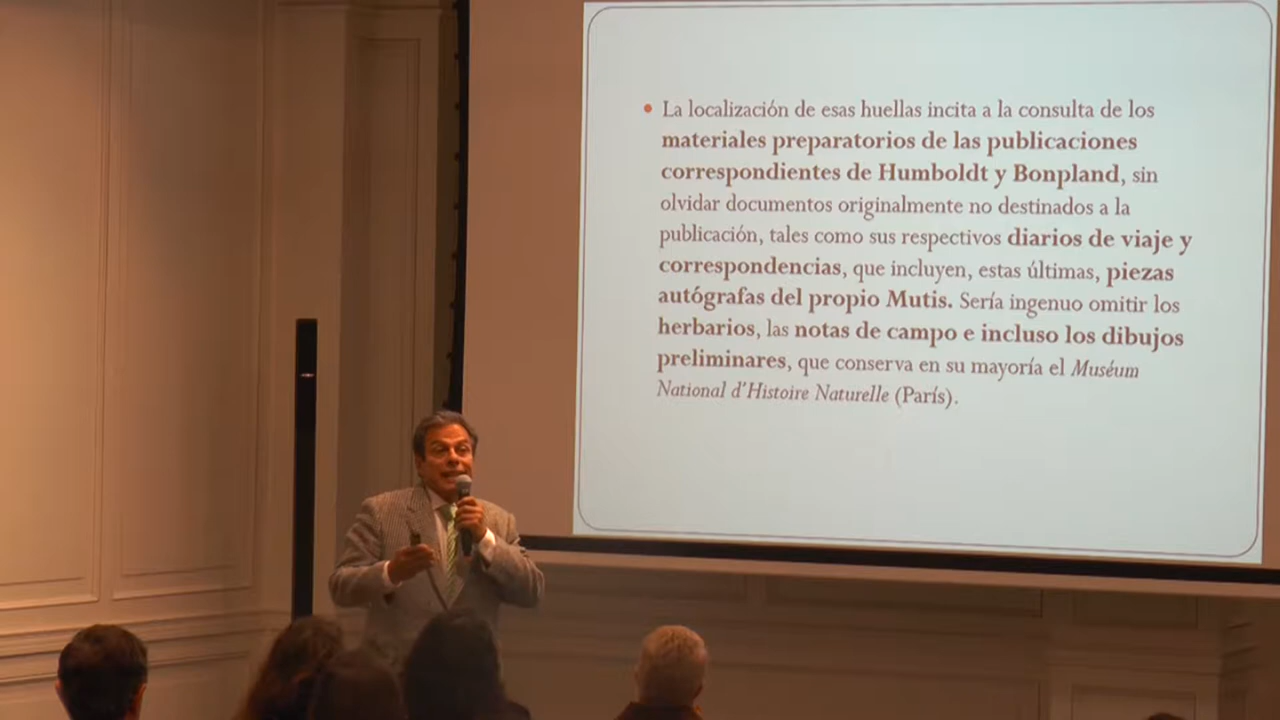 • La localización de esas huellas incita a la consulta de los
materiales preparatorios de las publicaciones
correspondientes de Humboldt y Bonpland, sin
olvidar documentos originalmente no destinados a la
publicación, tales como sus respectivos diarios de viaje y
correspondencias, que incluyen, estas últimas, piezas
autógrafas del propio Mutis. Sería ingenuo omitir los
herbarios, las notas de campo e incluso los dibujos
preliminares, que conserva en su mayoría el Muséum
National d'Histoire Naturelle (París).